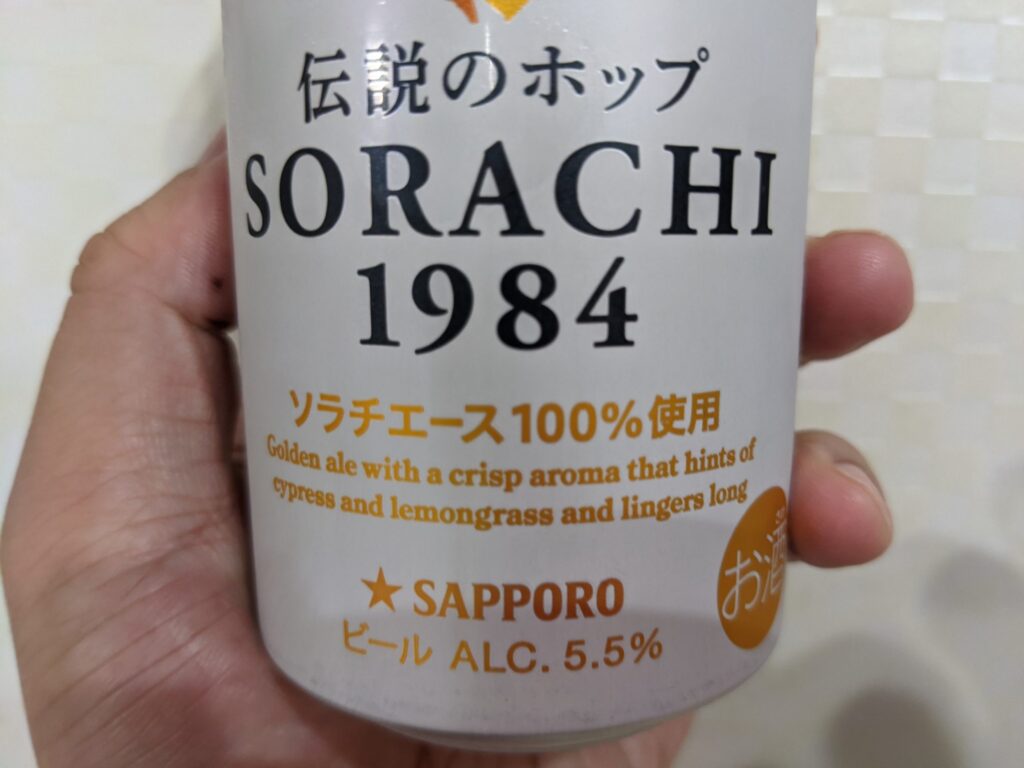 伝説のホップ
SORACHI
1984
ソラチエース100%使用
Golden ale with a crisp aroma that hints of
cypress and lemongrass and lingers long
お酒
★ SAPPORO
ビール ALC. 5.5%